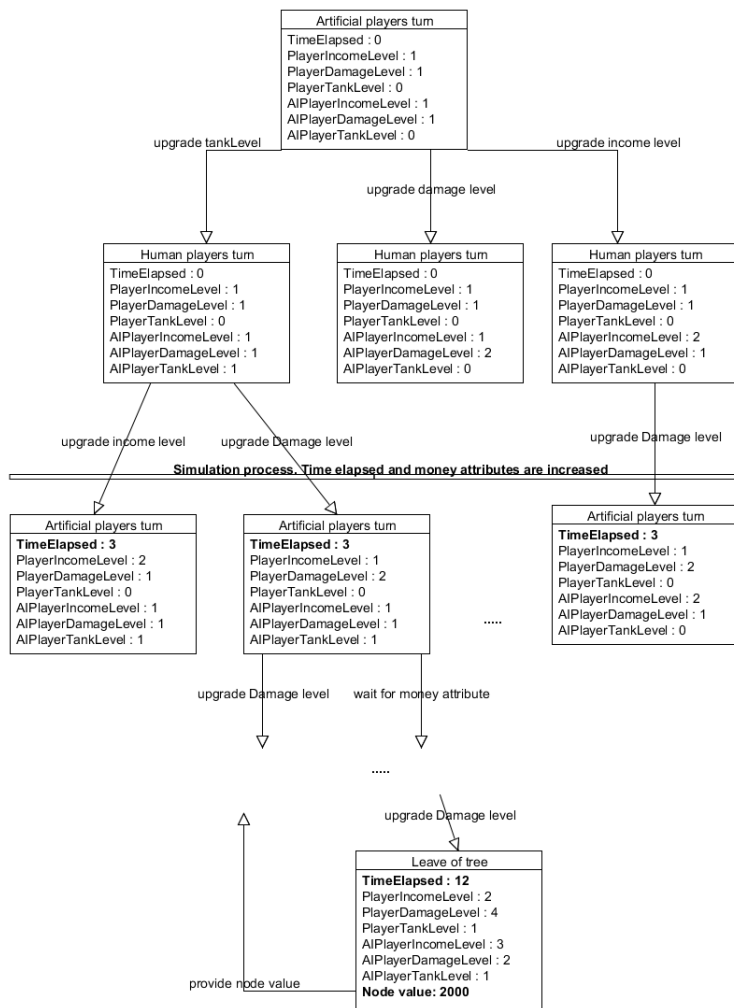 Artificial players turn
TimeElapsed : 0
PlayerIncomeLevel : 1
PlayerDamageLevel : 1
PlayerTankLevel : 0
AIPlayerIncomeLevel : 1
AIPlayerDamageLevel : 1
AIPlayerTankLevel : 0
upgrade tankLevel
upgrade damage level
upgrade income level
Human players turn
TimeElapsed : 0
PlayerIncomeLevel : 1
PlayerDamageLevel : 1
PlayerTankLevel : 0
AIPlayerIncomeLevel : 1
AIPlayerDamageLevel : 1
AIPlayerTankLevel : 1
Human players turn
TimeElapsed : 0
PlayerIncomeLevel : 1
PlayerDamageLevel : 1
PlayerTankLevel : 0
AIPlayerIncomeLevel : 1
AIPlayerDamageLevel : 2
AIPlayerTankLevel : 0
Human players turn
TimeElapsed : 0
PlayerIncomeLevel : 1
PlayerDamageLevel : 1
PlayerTankLevel : 0
AIPlayerIncomeLevel : 2
AIPlayerDamageLevel : 1
AIPlayerTankLevel : 0
upgrade income level
upgrade Damage level
upgrade Damage level
Simulation process. Time elapsed and money attributes are increased
Artificial players turn
TimeElapsed : 3
PlayerIncomeLevel : 2
PlayerDamageLevel : 1
PlayerTankLevel : 0
AIPlayerIncomeLevel : 1
AIPlayerDamageLevel : 1
AIPlayerTankLevel : 1
Artificial players turn
TimeElapsed : 3
PlayerIncomeLevel : 1
PlayerDamageLevel : 2
PlayerTankLevel : 0
AIPlayerIncomeLevel : 1
AIPlayerDamageLevel : 1
AIPlayerTankLevel : 1
.....
Artificial players turn
TimeElapsed : 3
PlayerIncomeLevel : 1
PlayerDamageLevel : 2
PlayerTankLevel : 0
AIPlayerIncomeLevel : 2
AIPlayerDamageLevel : 1
AIPlayerTankLevel : 0
upgrade Damage level
wait for money attribute
.....
upgrade Damage level
Leave of tree
TimeElapsed : 12
PlayerIncomeLevel : 2
PlayerDamageLevel : 4
PlayerTankLevel : 1
AIPlayerIncomeLevel : 3
AIPlayerDamageLevel : 2
AIPlayerTankLevel : 1
Node value: 2000
provide node value